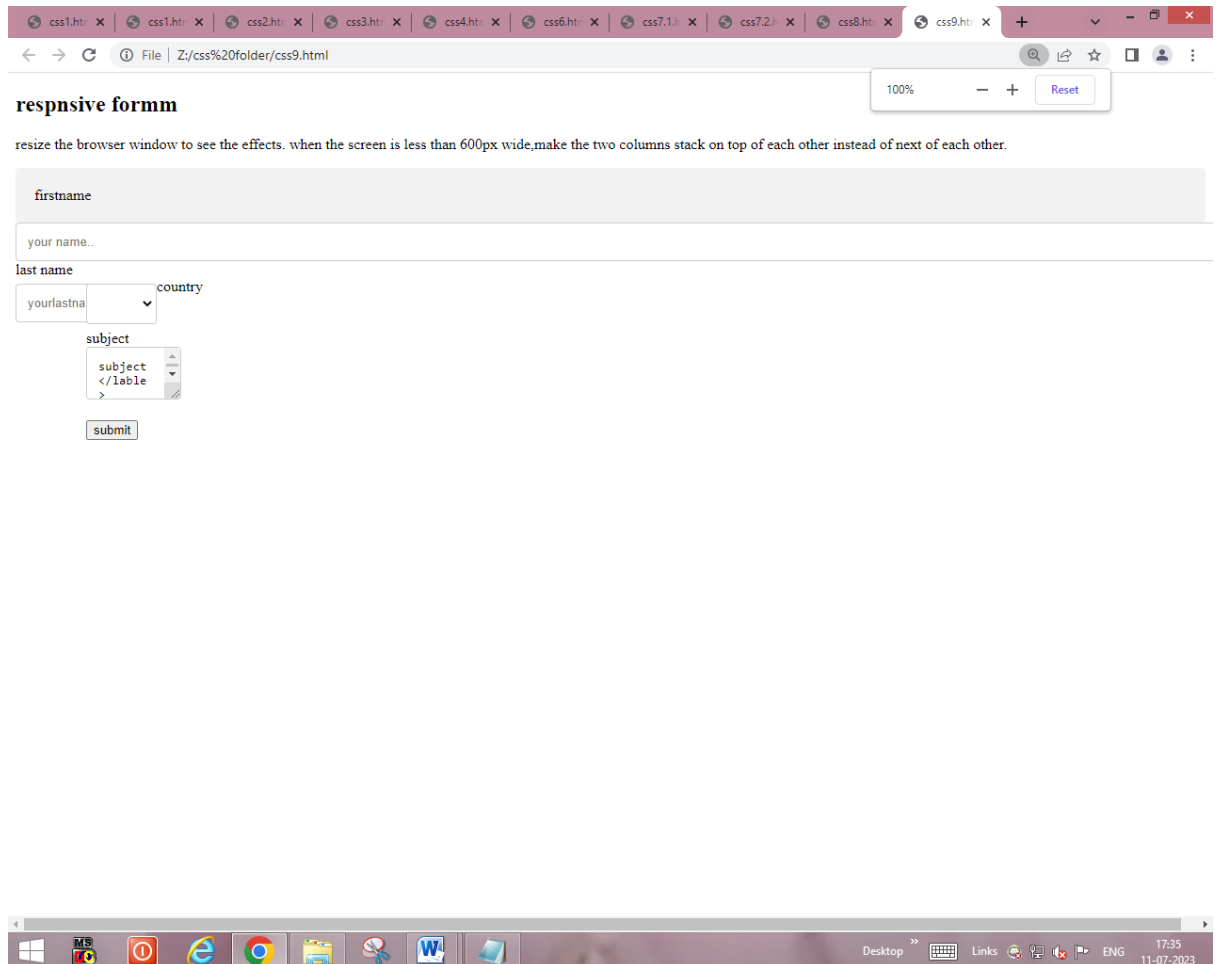 css1.htm css1.htm css2.htm css3.htm css4.htm css6.htm css7.1.h css7.2.h css8.htm css9.htm
File Z:/css%20folder/css9.html
100% Reset
respnsive formm
resize the browser window to see the effects. when the screen is less than 600px wide,make the two columns stack on top of each other instead of next of each other.
firstname
your name..
last name
yourlastna country
subject
subject
</lable
>
submit
MS
Desktop » Links ENG 17:35
11-07-2023